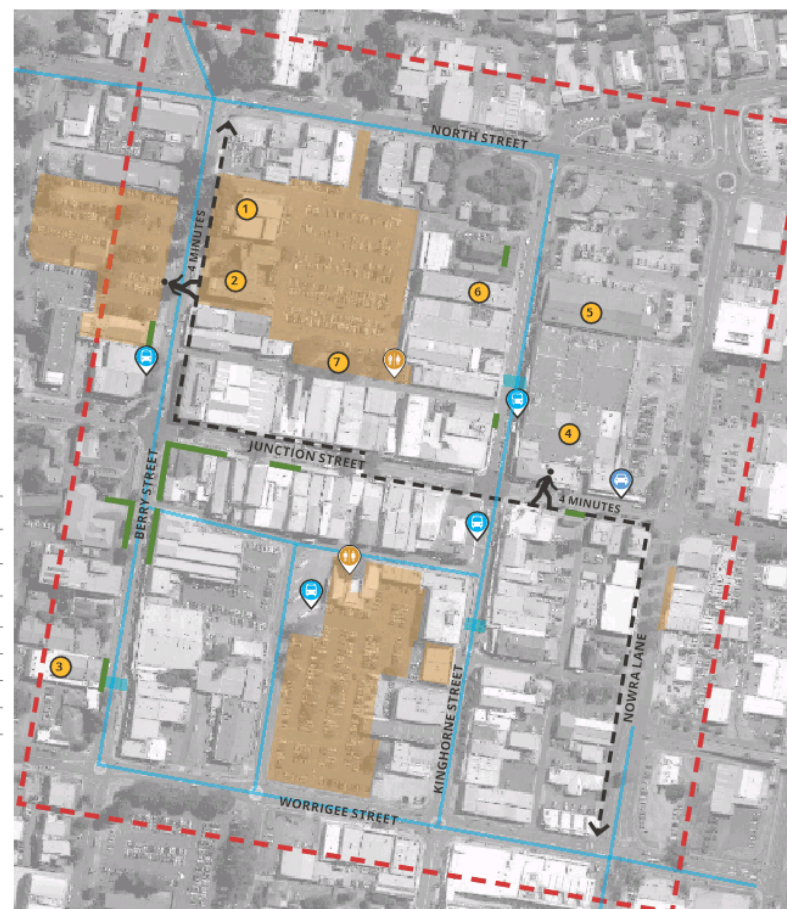 NORTH STREET
1
4 MINUTES
2
6
5
7
4
JUNCTION STREET
4 MINUTES
BERRY STREET
3
NOWRA LANE
KINGHORNE STREET
WORRIGEE STREET